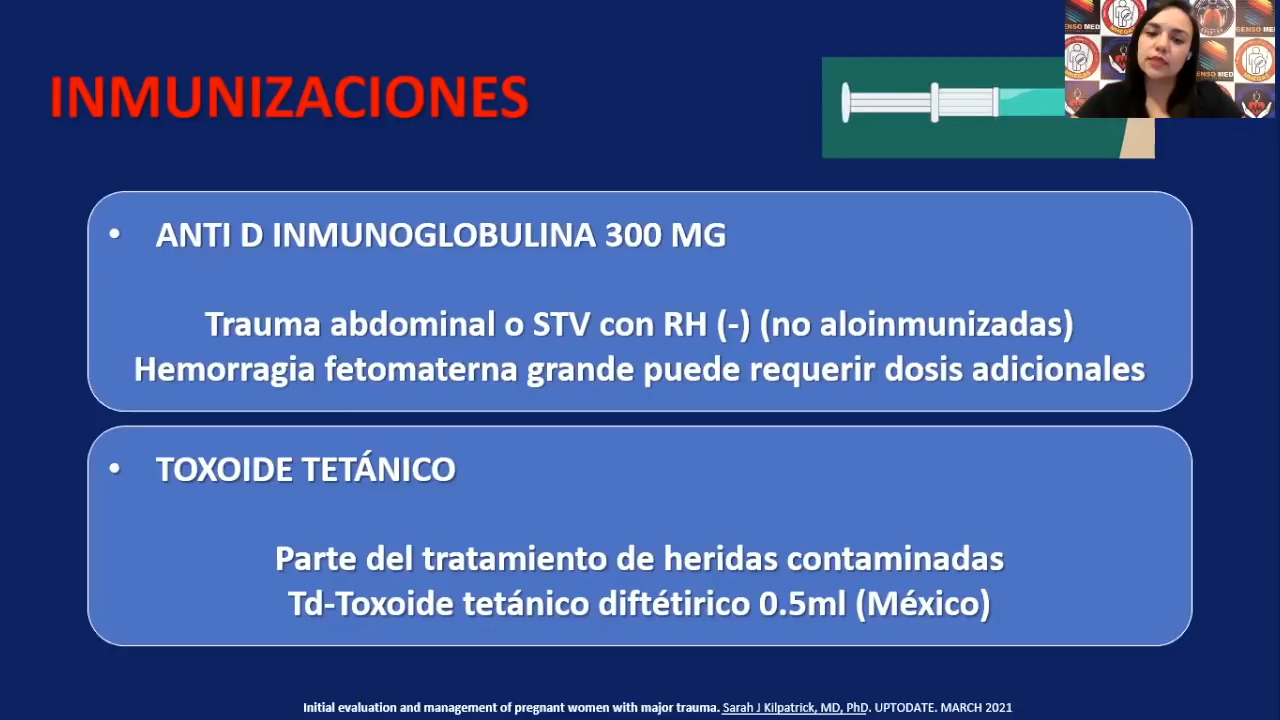 INMUNIZACIONES
• ANTI D INMUNOGLOBULINA 300 MG
Trauma abdominal o STV con RH (-) (no aloinmunizadas)
Hemorragia fetomaterna grande puede requerir dosis adicionales
• TOXOIDE TETÁNICO
Parte del tratamiento de heridas contaminadas
Td-Toxoide tetánico diftétirico 0.5ml (México)
Initial evaluation and management of pregnant women with major trauma. Sarah J Kilpatrick, MD, PhD. UPTODATE. MARCH 2021